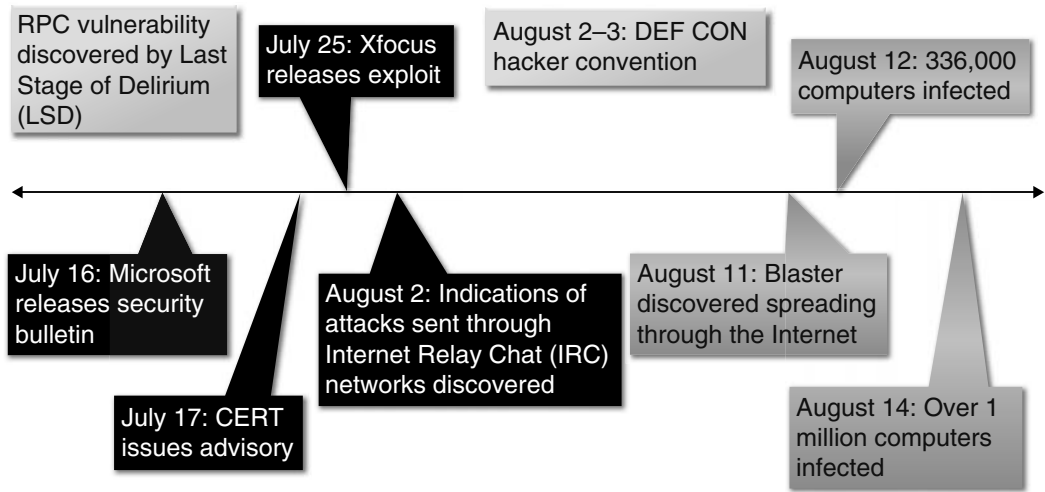 RPC vulnerability
discovered by Last
Stage of Delirium
(LSD)
July 25: Xfocus
releases exploit
August 2–3: DEF CON
hacker convention
August 12: 336,000
computers infected
July 16: Microsoft
releases security
bulletin
July 17: CERT
issues advisory
August 2: Indications of
attacks sent through
Internet Relay Chat (IRC)
networks discovered
August 11: Blaster
discovered spreading
through the Internet
August 14: Over 1
million computers
infected